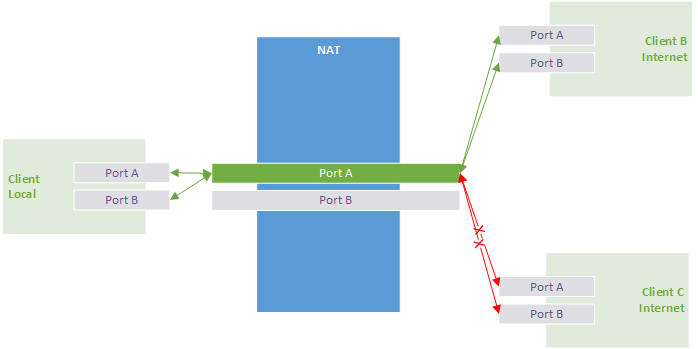 NAT
Port A
Port B
Client B
Internet
Client
Local
Port A
Port B
Port A
Port B
Port A
Port B
Client C
Internet